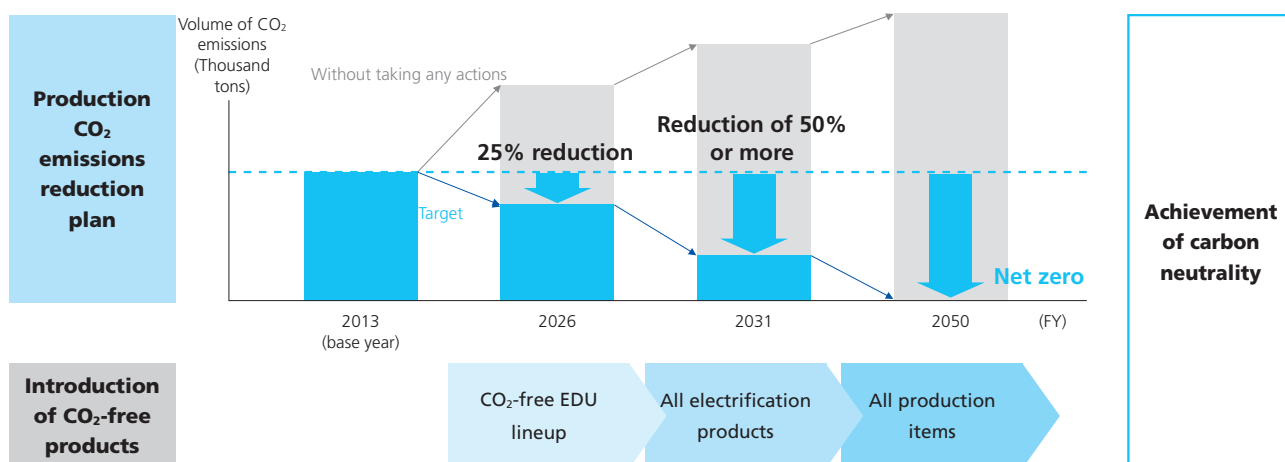 Production
CO₂
emissions
reduction
plan
Volume of CO₂
emissions
(Thousand
tons)
Without taking any actions
25% reduction
Reduction of 50%
or more
Target
Net zero
2013
(base year)
2026
2031
2050
(FY)
Achievement
of carbon
neutrality
Introduction
of CO₂-free
products
CO₂-free EDU
lineup
All electrification
products
All production
items